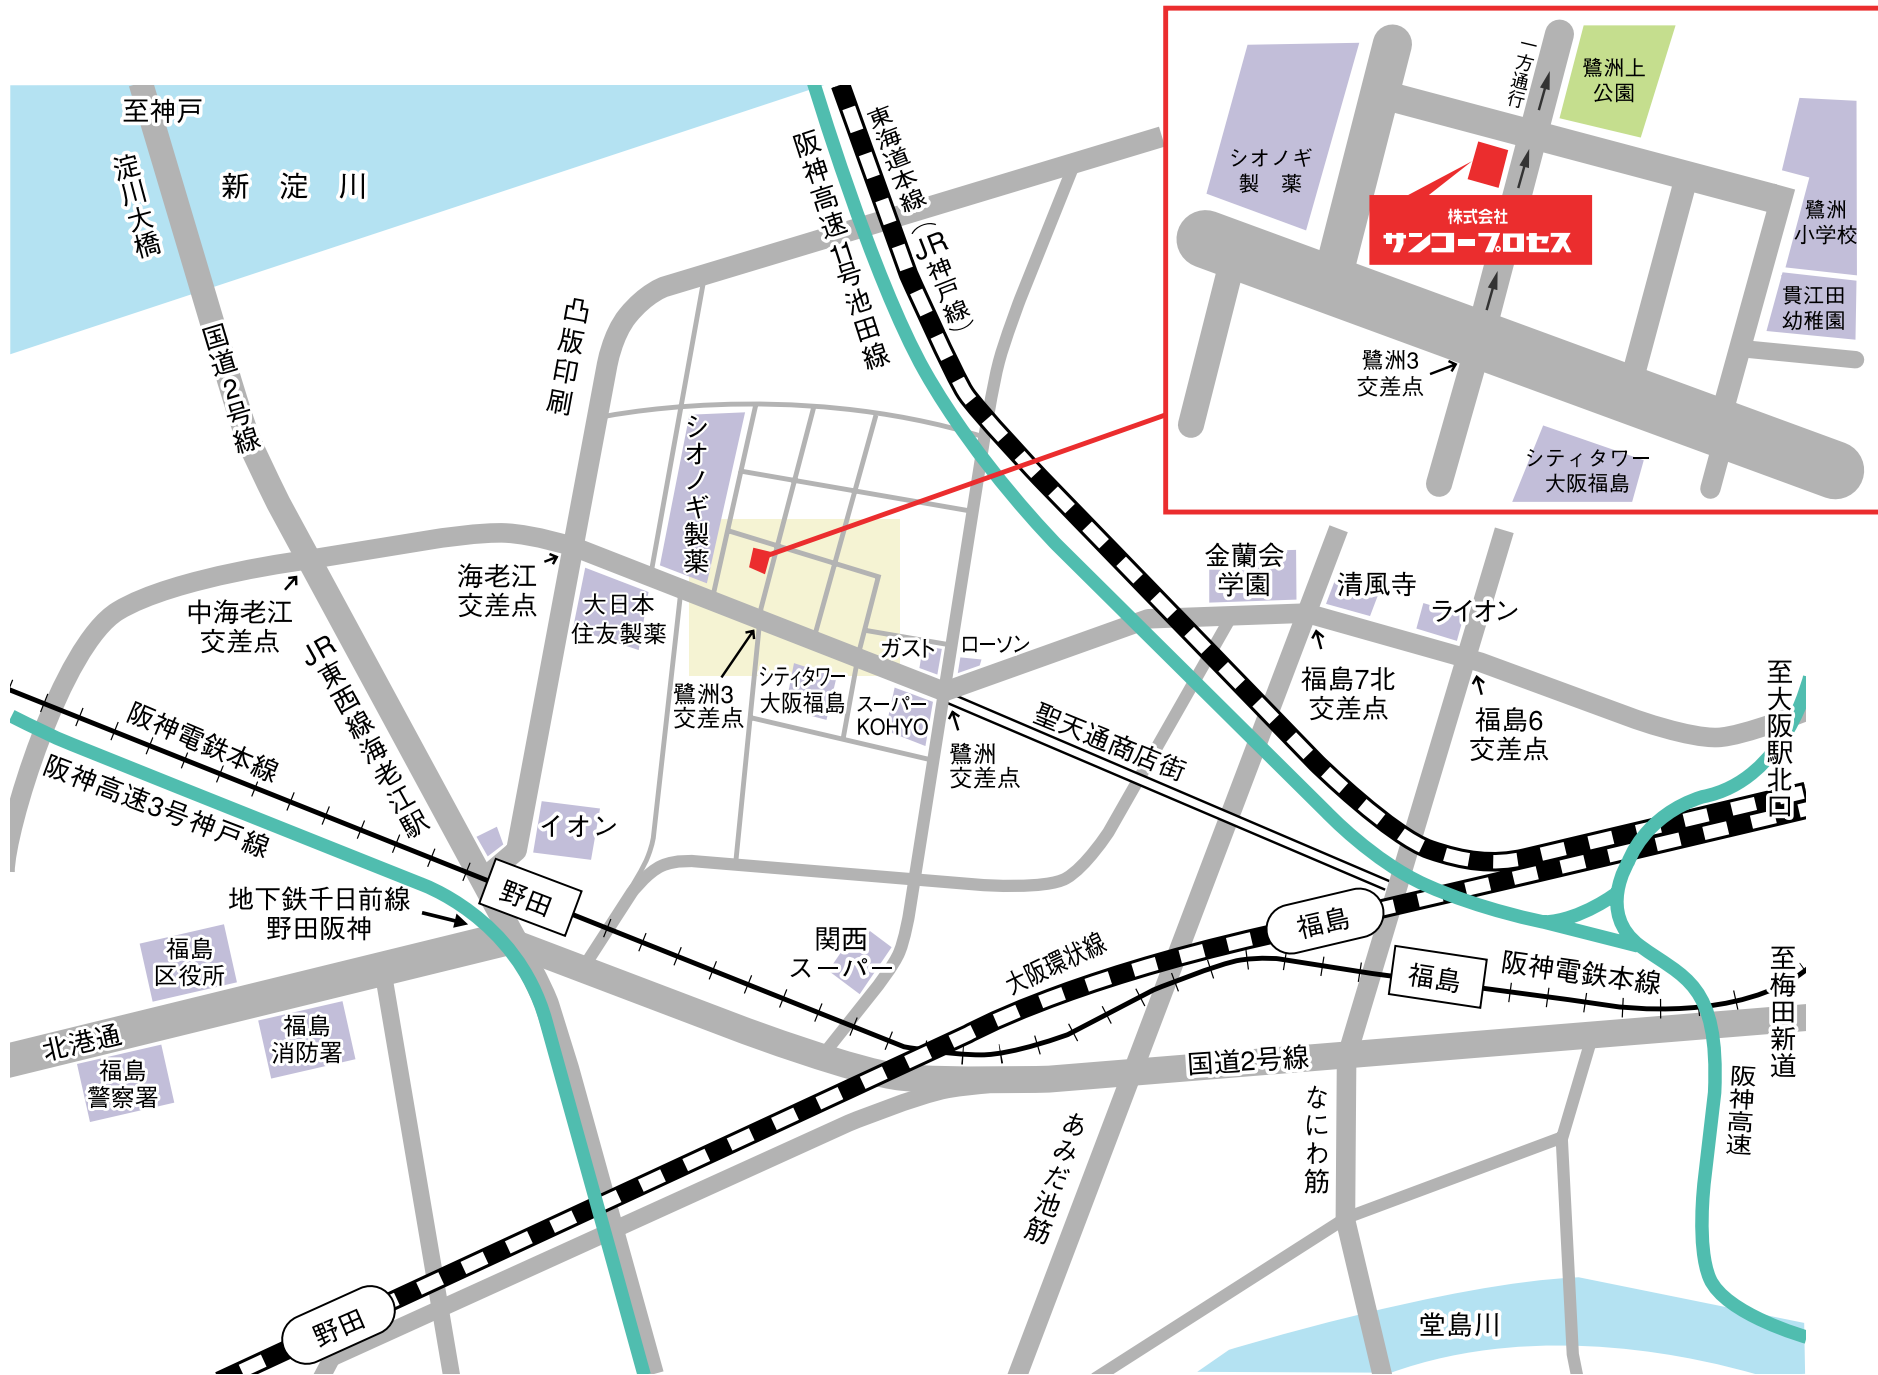 至神戸
淀川大橋
新 淀 川
国道2号線
凸版印刷
阪神高速11号池田線
東海道本線(JR神戸線)
一方通行
鷺洲上
公園
シオノギ
製 薬
鷺洲
小学校
株式会社
サンコープロセス
貫江田
幼稚園
鷺洲3
交差点
シティタワー
大阪福島
シオノギ製薬
中海老江
交差点
海老江
交差点
大日本
住友製薬
鷺洲3
交差点
シティタワー
大阪福島
ガスト
ローソン
スーパー
KOHYO
鷺洲
交差点
金蘭会
学園
清風寺
ライオン
福島7北
交差点
福島6
交差点
至大阪駅北口
聖天通商店街
JR東西線海老江駅
阪神電鉄本線
阪神高速3号神戸線
イオン
野田
地下鉄千日前線
野田阪神
福島
区役所
関西
スーパー
大阪環状線
福島
福島
阪神電鉄本線
至梅田新道
北港通
福島
消防署
福島
警察署
国道2号線
阪神高速
あみだ池筋
なにわ筋
野田
堂島川